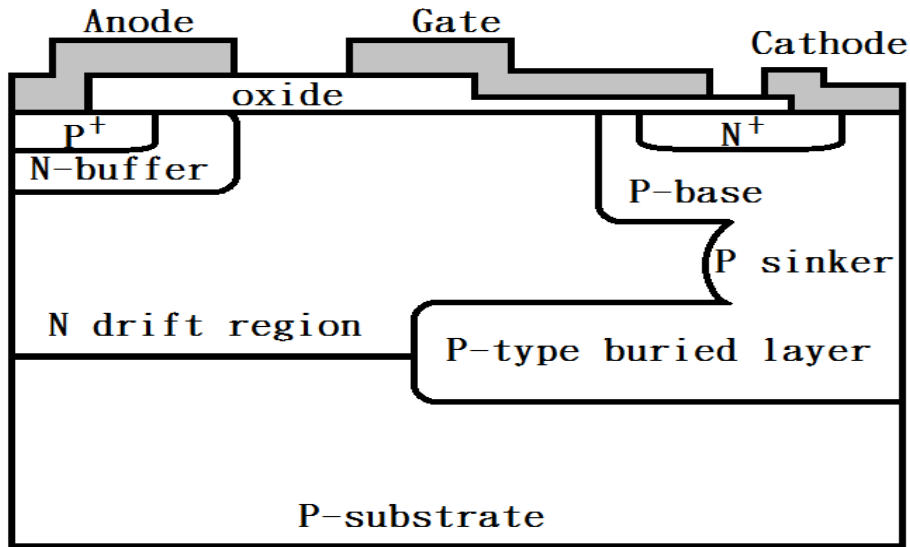 Anode
Gate
Cathode
oxide
P+
N+
N-buffer
P-base
P sinker
N drift region
P-type buried layer
P-substrate